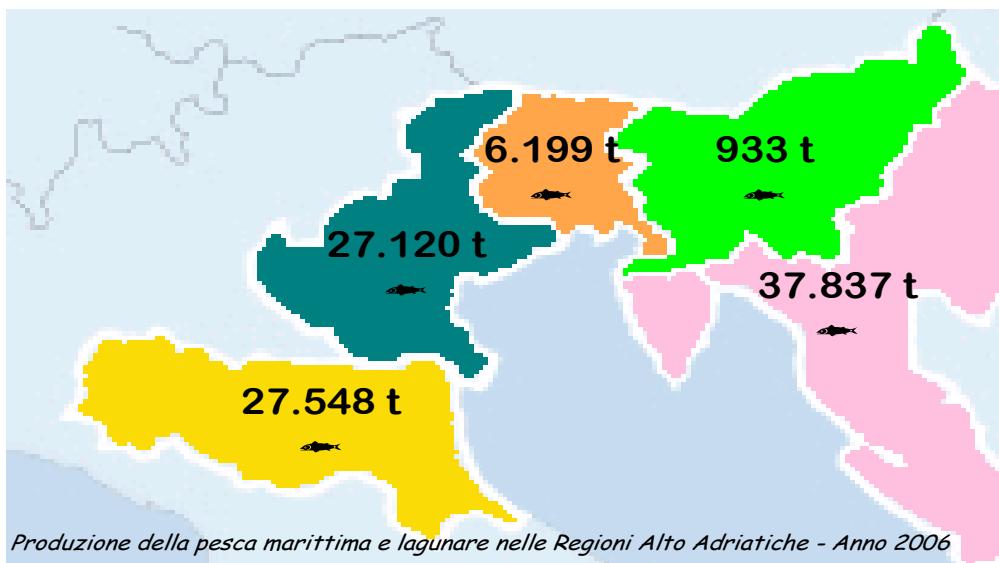 6.199 t
933 t
27.120 t
37.837 t
27.548 t
Produzione della pesca marittima e lagunare nelle Regioni Alto Adriatiche - Anno 2006